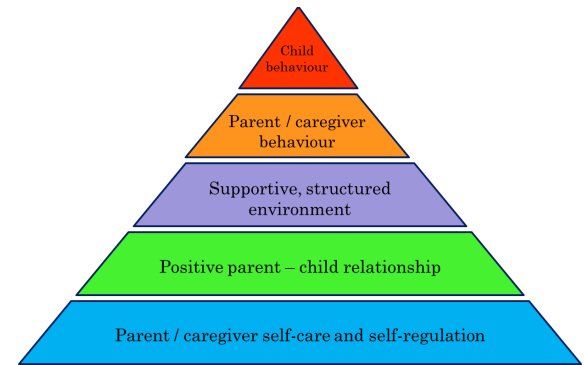 Child
behaviour
Parent / caregiver
behaviour
Supportive, structured
environment
Positive parent – child relationship
Parent / caregiver self-care and self-regulation